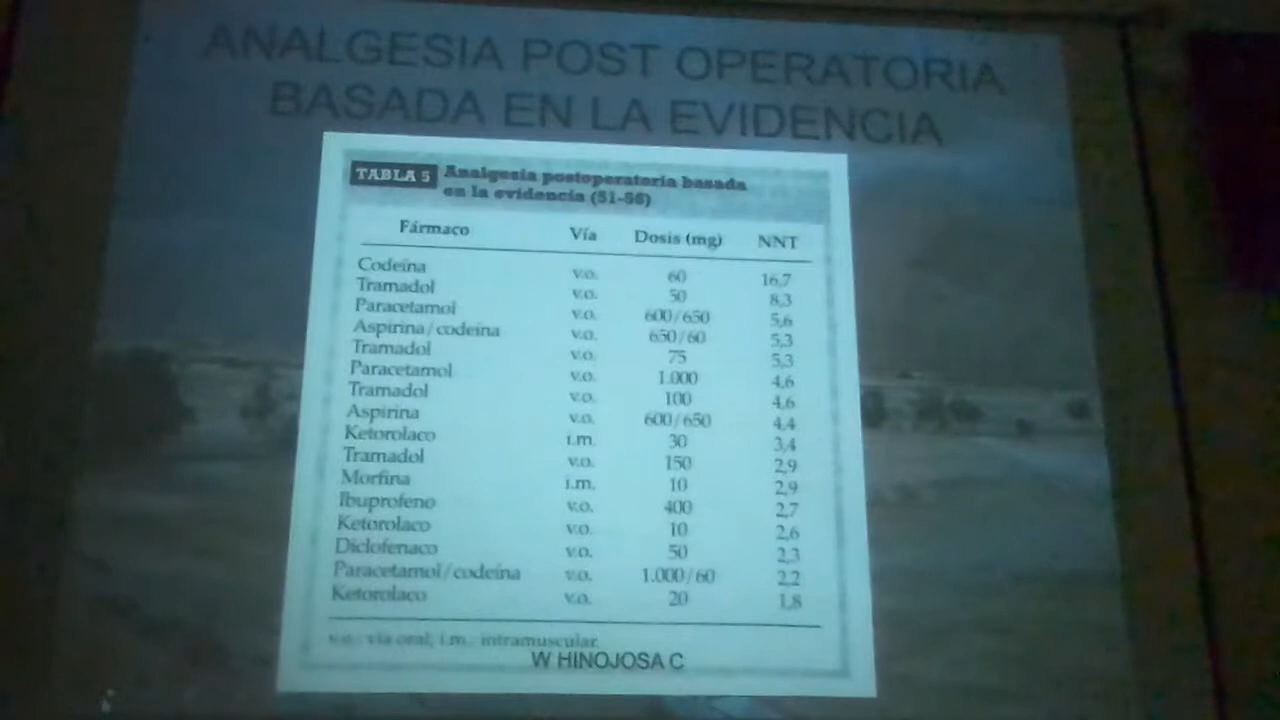 ANALGESIA POST OPERATORIA
BASADA EN LA EVIDENCIA
TABLA 5 Analgesia postoperatoria basada
en la evidencia (51-56)
Fármaco Vía Dosis (mg) NNT
Codeína v.o. 60 16,7
Tramadol v.o. 50 8,3
Paracetamol v.o. 600/650 5,6
Aspirina/codeína v.o. 650/60 5,3
Tramadol v.o. 75 5,3
Paracetamol v.o. 1.000 4,6
Tramadol v.o. 100 4,6
Aspirina v.o. 600/650 4,4
Ketorolaco i.m. 30 3,4
Tramadol v.o. 150 2,9
Morfina i.m. 10 2,9
Ibuprofeno v.o. 400 2,7
Ketorolaco v.o. 10 2,6
Diclofenaco v.o. 50 2,3
Paracetamol/codeína v.o. 1.000/60 2,2
Ketorolaco v.o. 20 1,8
v.o.: vía oral; i.m.: intramuscular.
W HINOJOSA C